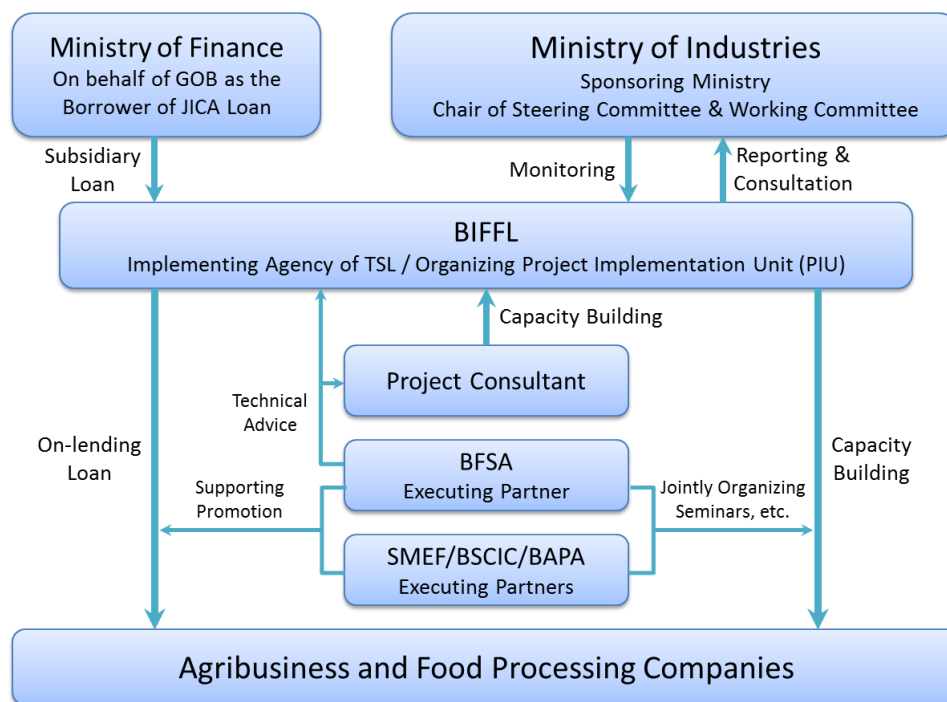 Ministry of Finance
On behalf of GOB as the
Borrower of JICA Loan
Ministry of Industries
Sponsoring Ministry
Chair of Steering Committee & Working Committee
Subsidiary
Loan
Monitoring
Reporting &
Consultation
BIFFL
Implementing Agency of TSL / Organizing Project Implementation Unit (PIU)
Capacity Building
Project Consultant
Technical
Advice
On-lending
Loan
Capacity
Building
BFSA
Executing Partner
Supporting
Promotion
Jointly Organizing
Seminars, etc.
SMEF/BSCIC/BAPA
Executing Partners
Agribusiness and Food Processing Companies